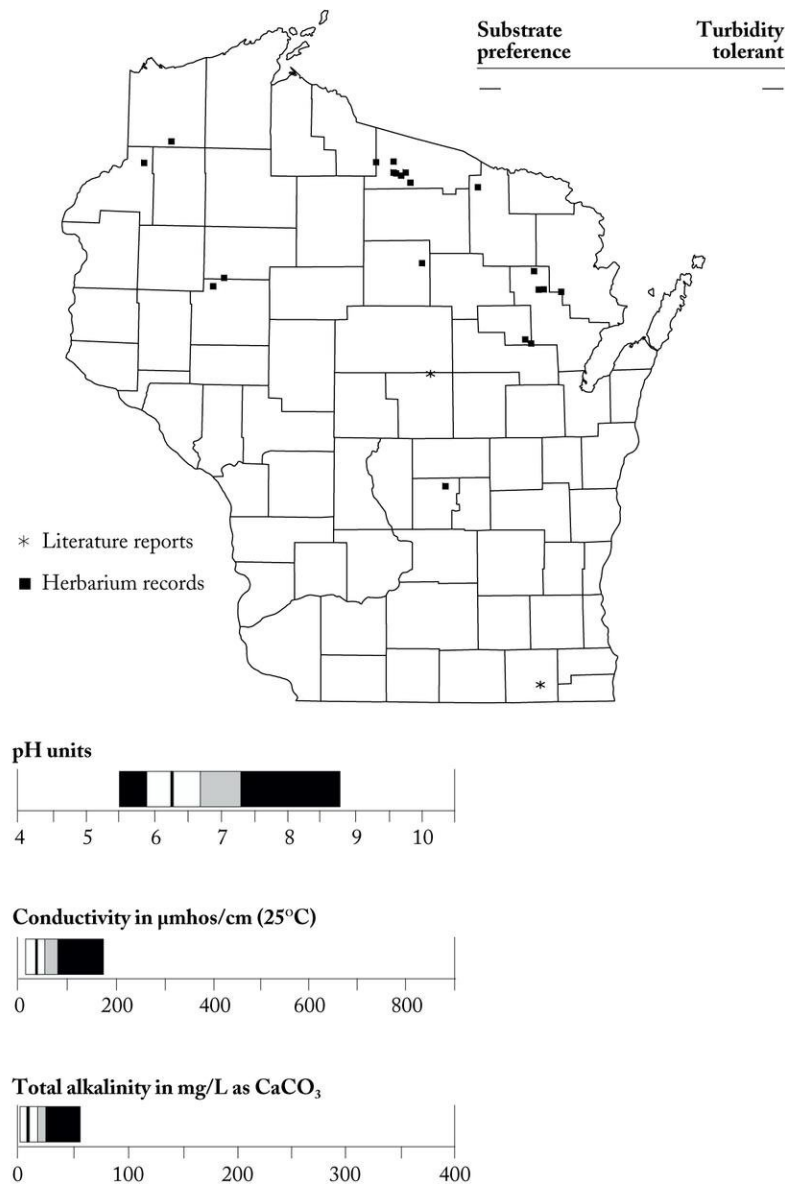 Substrate preference Turbidity tolerant
— —
* Literature reports
■ Herbarium records
pH units
4 5 6 7 8 9 10
Conductivity in µmhos/cm (25°C)
0 200 400 600 800
Total alkalinity in mg/L as CaCO₃
0 100 200 300 400